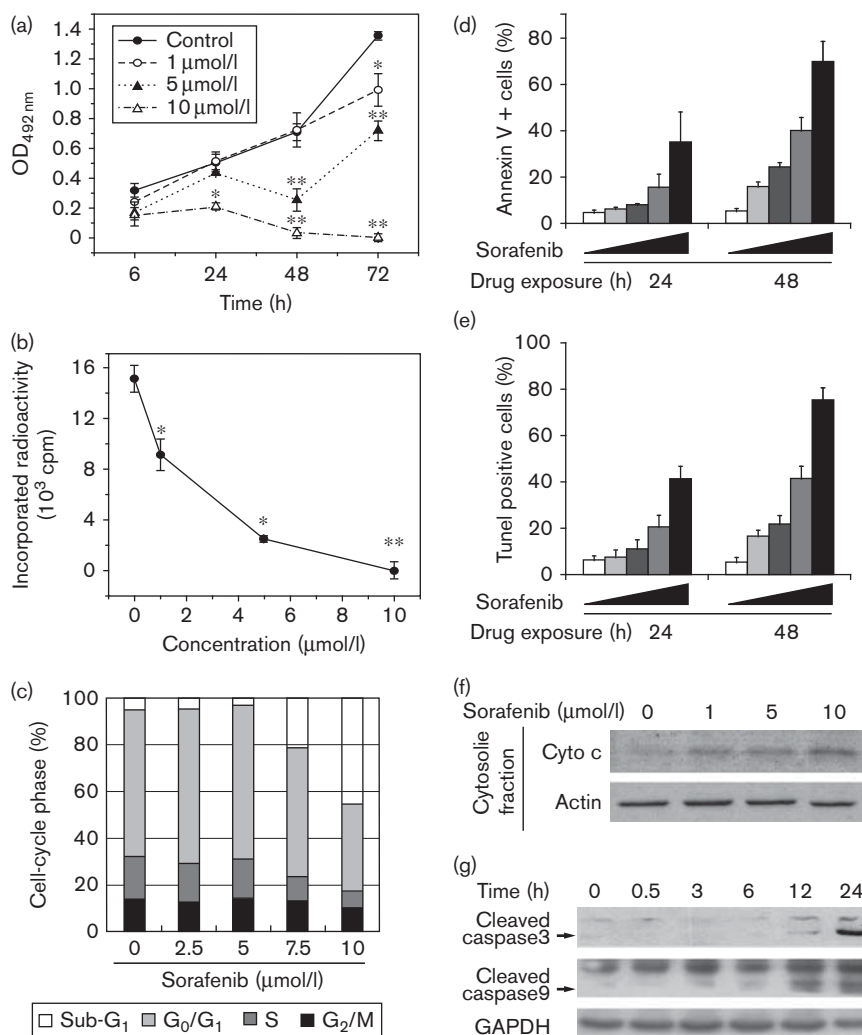 (a)
Control
1 μmol/l
5 μmol/l
10 μmol/l
OD492 nm
1.4
1.2
1.0
0.8
0.6
0.4
0.2
0
*
**
*
**
*
**
**
6 24 48 72
Time (h)
(b)
Incorporated radioactivity
(10³ cpm)
16
12
8
4
0
*
*
**
0 2 4 6 8 10
Concentration (μmol/l)
(c)
Cell-cycle phase (%)
100
80
60
40
20
0
0 2.5 5 7.5 10
Sorafenib (μmol/l)
Sub-G₁ G₀/G₁ S G₂/M
(d)
Annexin V + cells (%)
80
60
40
20
0
Sorafenib
Drug exposure (h) 24 48
(e)
Tunel positive cells (%)
100
80
60
40
20
0
Sorafenib
Drug exposure (h) 24 48
(f)
Sorafenib (μmol/l) 0 1 5 10
Cytosolie
fraction
Cyto c
Actin
(g)
Time (h) 0 0.5 3 6 12 24
Cleaved
caspase3
Cleaved
caspase9
GAPDH